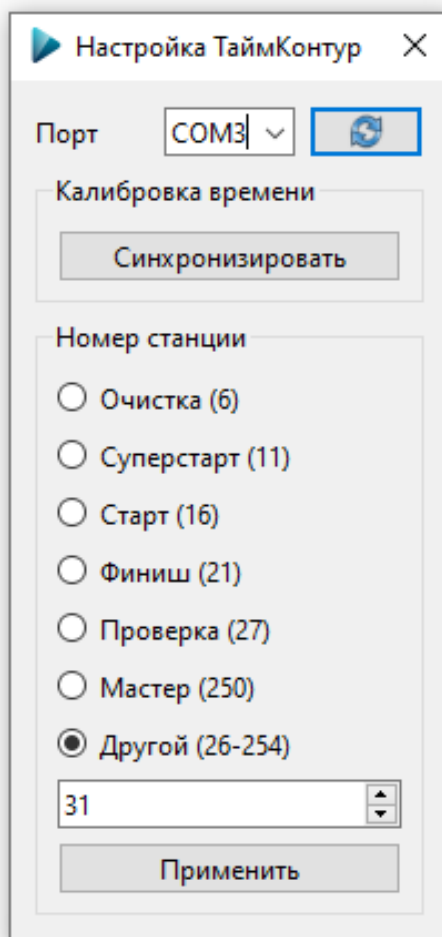 Настройка ТаймКонтур
Порт COM3
Калибровка времени
Синхронизировать
Номер станции
Очистка (6)
Суперстарт (11)
Старт (16)
Финиш (21)
Проверка (27)
Мастер (250)
Другой (26-254)
31
Применить